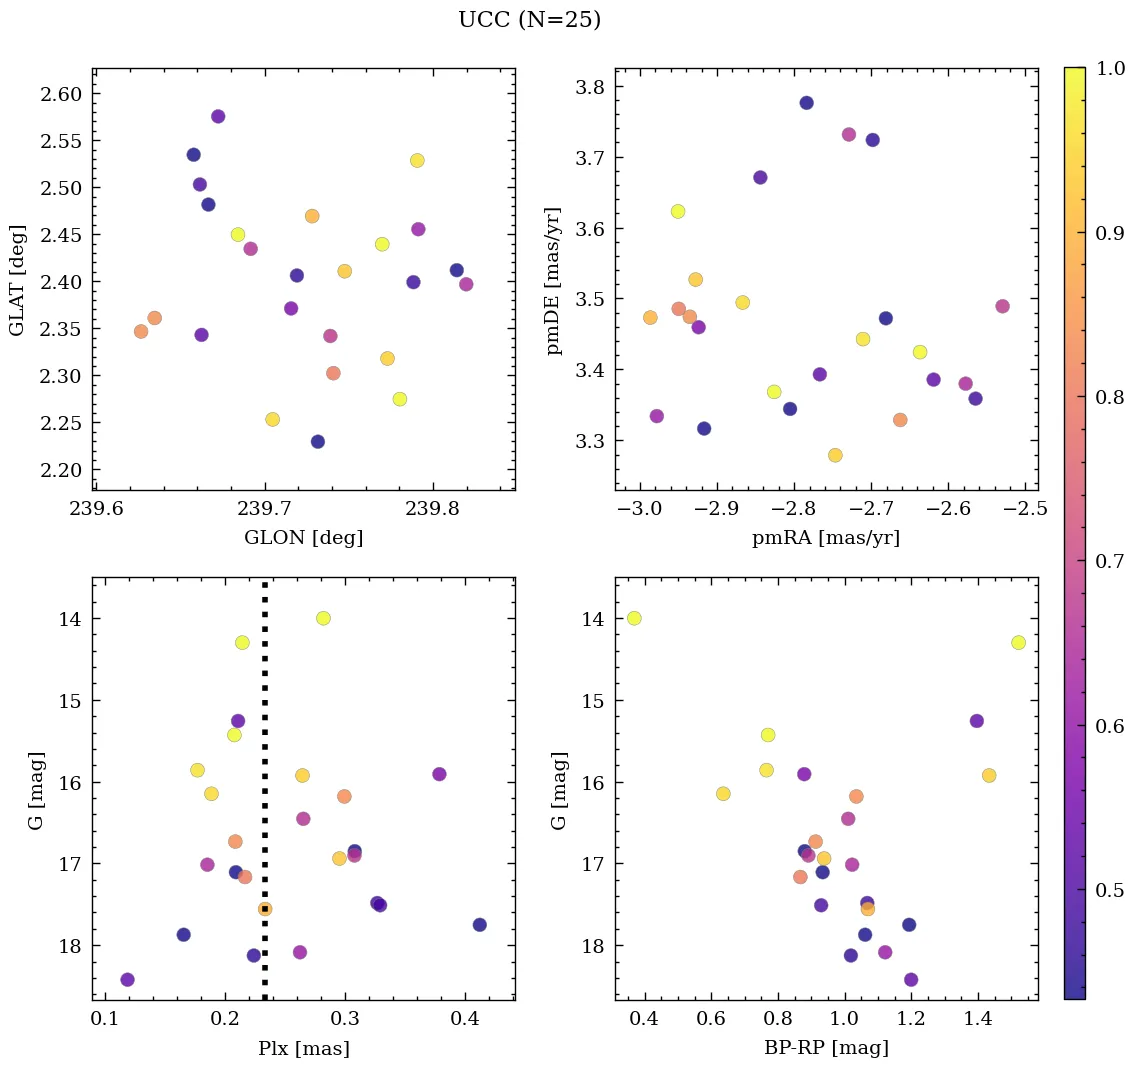 UCC (N=25)
2.60
2.55
2.50
2.45
2.40
2.35
2.30
2.25
2.20
GLAT [deg]
239.6 239.7 239.8
GLON [deg]
3.8
3.7
3.6
3.5
3.4
3.3
pmDE [mas/yr]
−3.0 −2.9 −2.8 −2.7 −2.6 −2.5
pmRA [mas/yr]
14
15
16
17
18
G [mag]
0.1 0.2 0.3 0.4
Plx [mas]
14
15
16
17
18
G [mag]
0.4 0.6 0.8 1.0 1.2 1.4
BP-RP [mag]
1.0
0.9
0.8
0.7
0.6
0.5